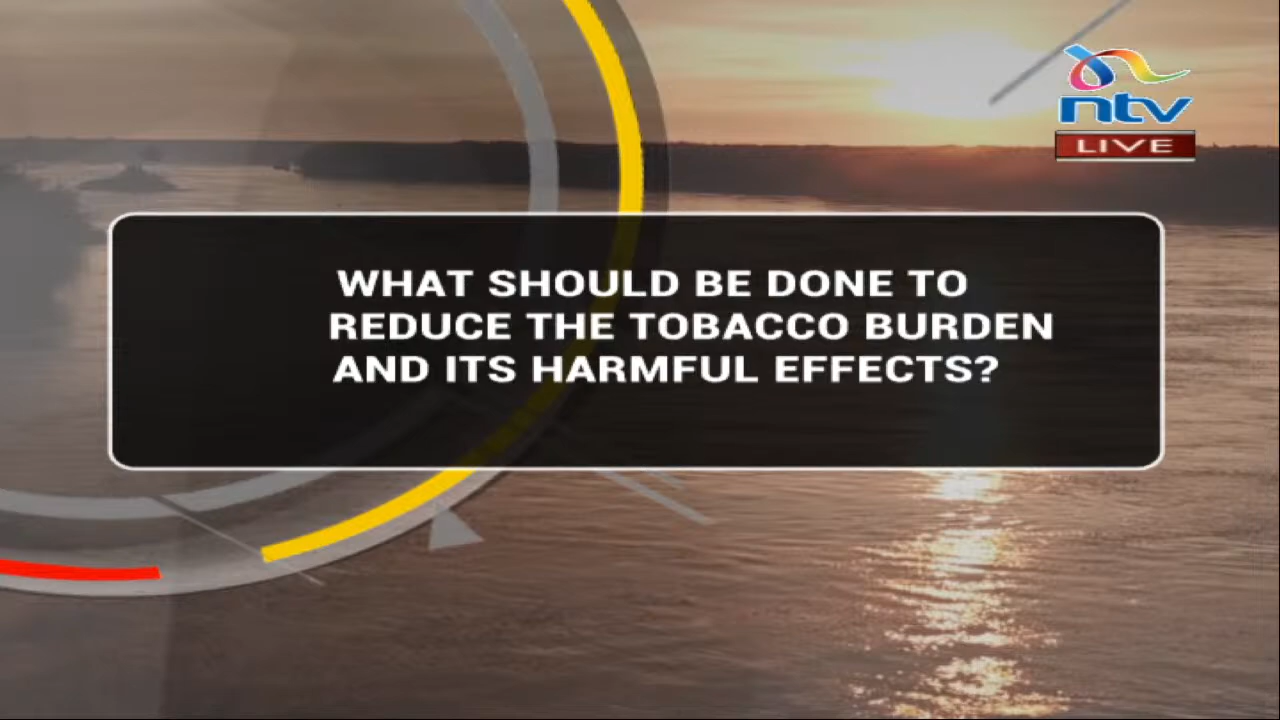 ntv
LIVE
WHAT SHOULD BE DONE TO
REDUCE THE TOBACCO BURDEN
AND ITS HARMFUL EFFECTS?